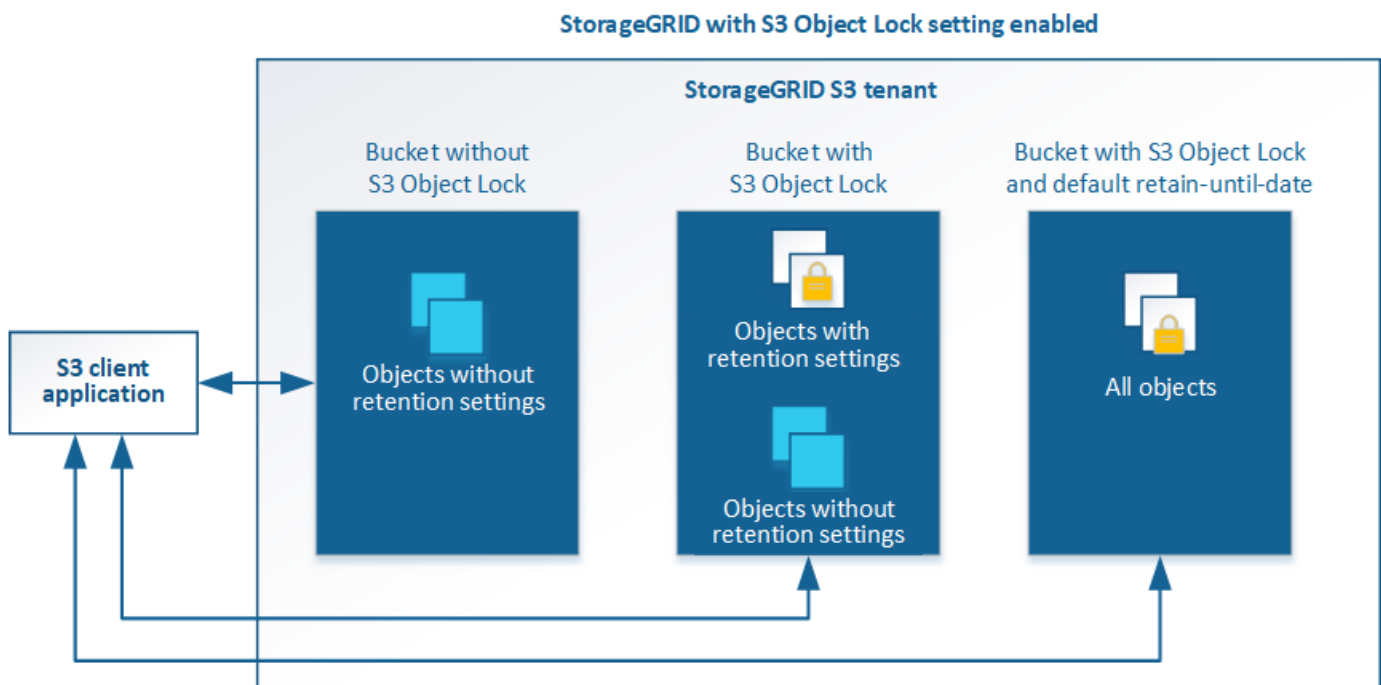 StorageGRID with S3 Object Lock setting enabled
StorageGRID S3 tenant
Bucket without
S3 Object Lock
Bucket with
S3 Object Lock
Bucket with S3 Object Lock
and default retain-until-date
S3 client
application
Objects without
retention settings
Objects with
retention settings
Objects without
retention settings
All objects